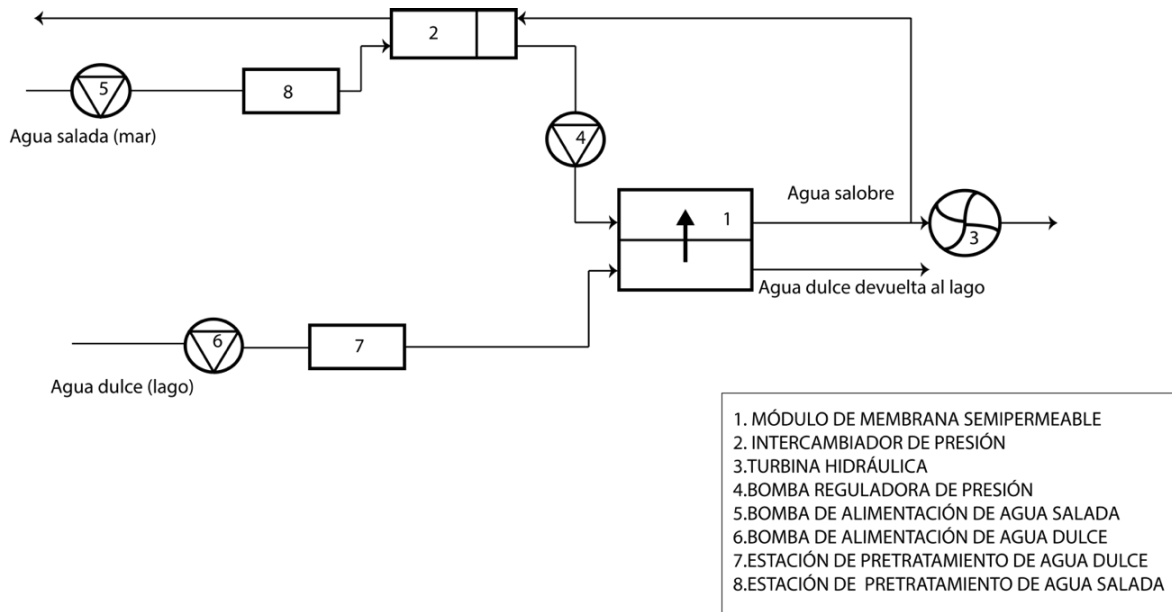 2
5
8
Agua salada (mar)
4
Agua salobre
1
3
Agua dulce devuelta al lago
6
7
Agua dulce (lago)
1. MÓDULO DE MEMBRANA SEMIPERMEABLE
2. INTERCAMBIADOR DE PRESIÓN
3.TURBINA HIDRÁULICA
4.BOMBA REGULADORA DE PRESIÓN
5.BOMBA DE ALIMENTACIÓN DE AGUA SALADA
6.BOMBA DE ALIMENTACIÓN DE AGUA DULCE
7.ESTACIÓN DE PRETRATAMIENTO DE AGUA DULCE
8.ESTACIÓN DE PRETRATAMIENTO DE AGUA SALADA